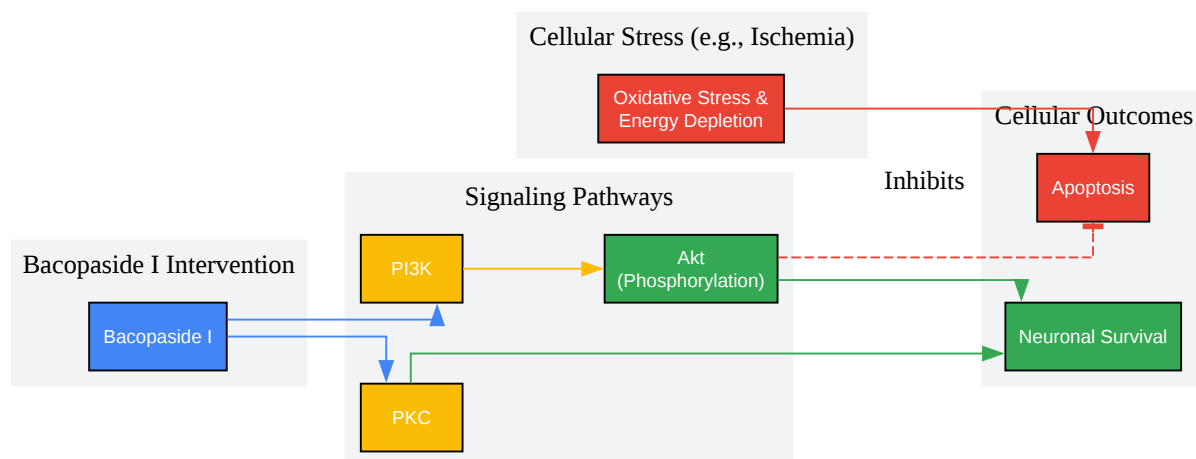 Cellular Stress (e.g., Ischemia)
Oxidative Stress &
Energy Depletion
Cellular Outcomes
Apoptosis
Inhibits
Signaling Pathways
PI3K
Akt
(Phosphorylation)
Bacopaside I Intervention
Bacopaside I
Neuronal Survival
PKC